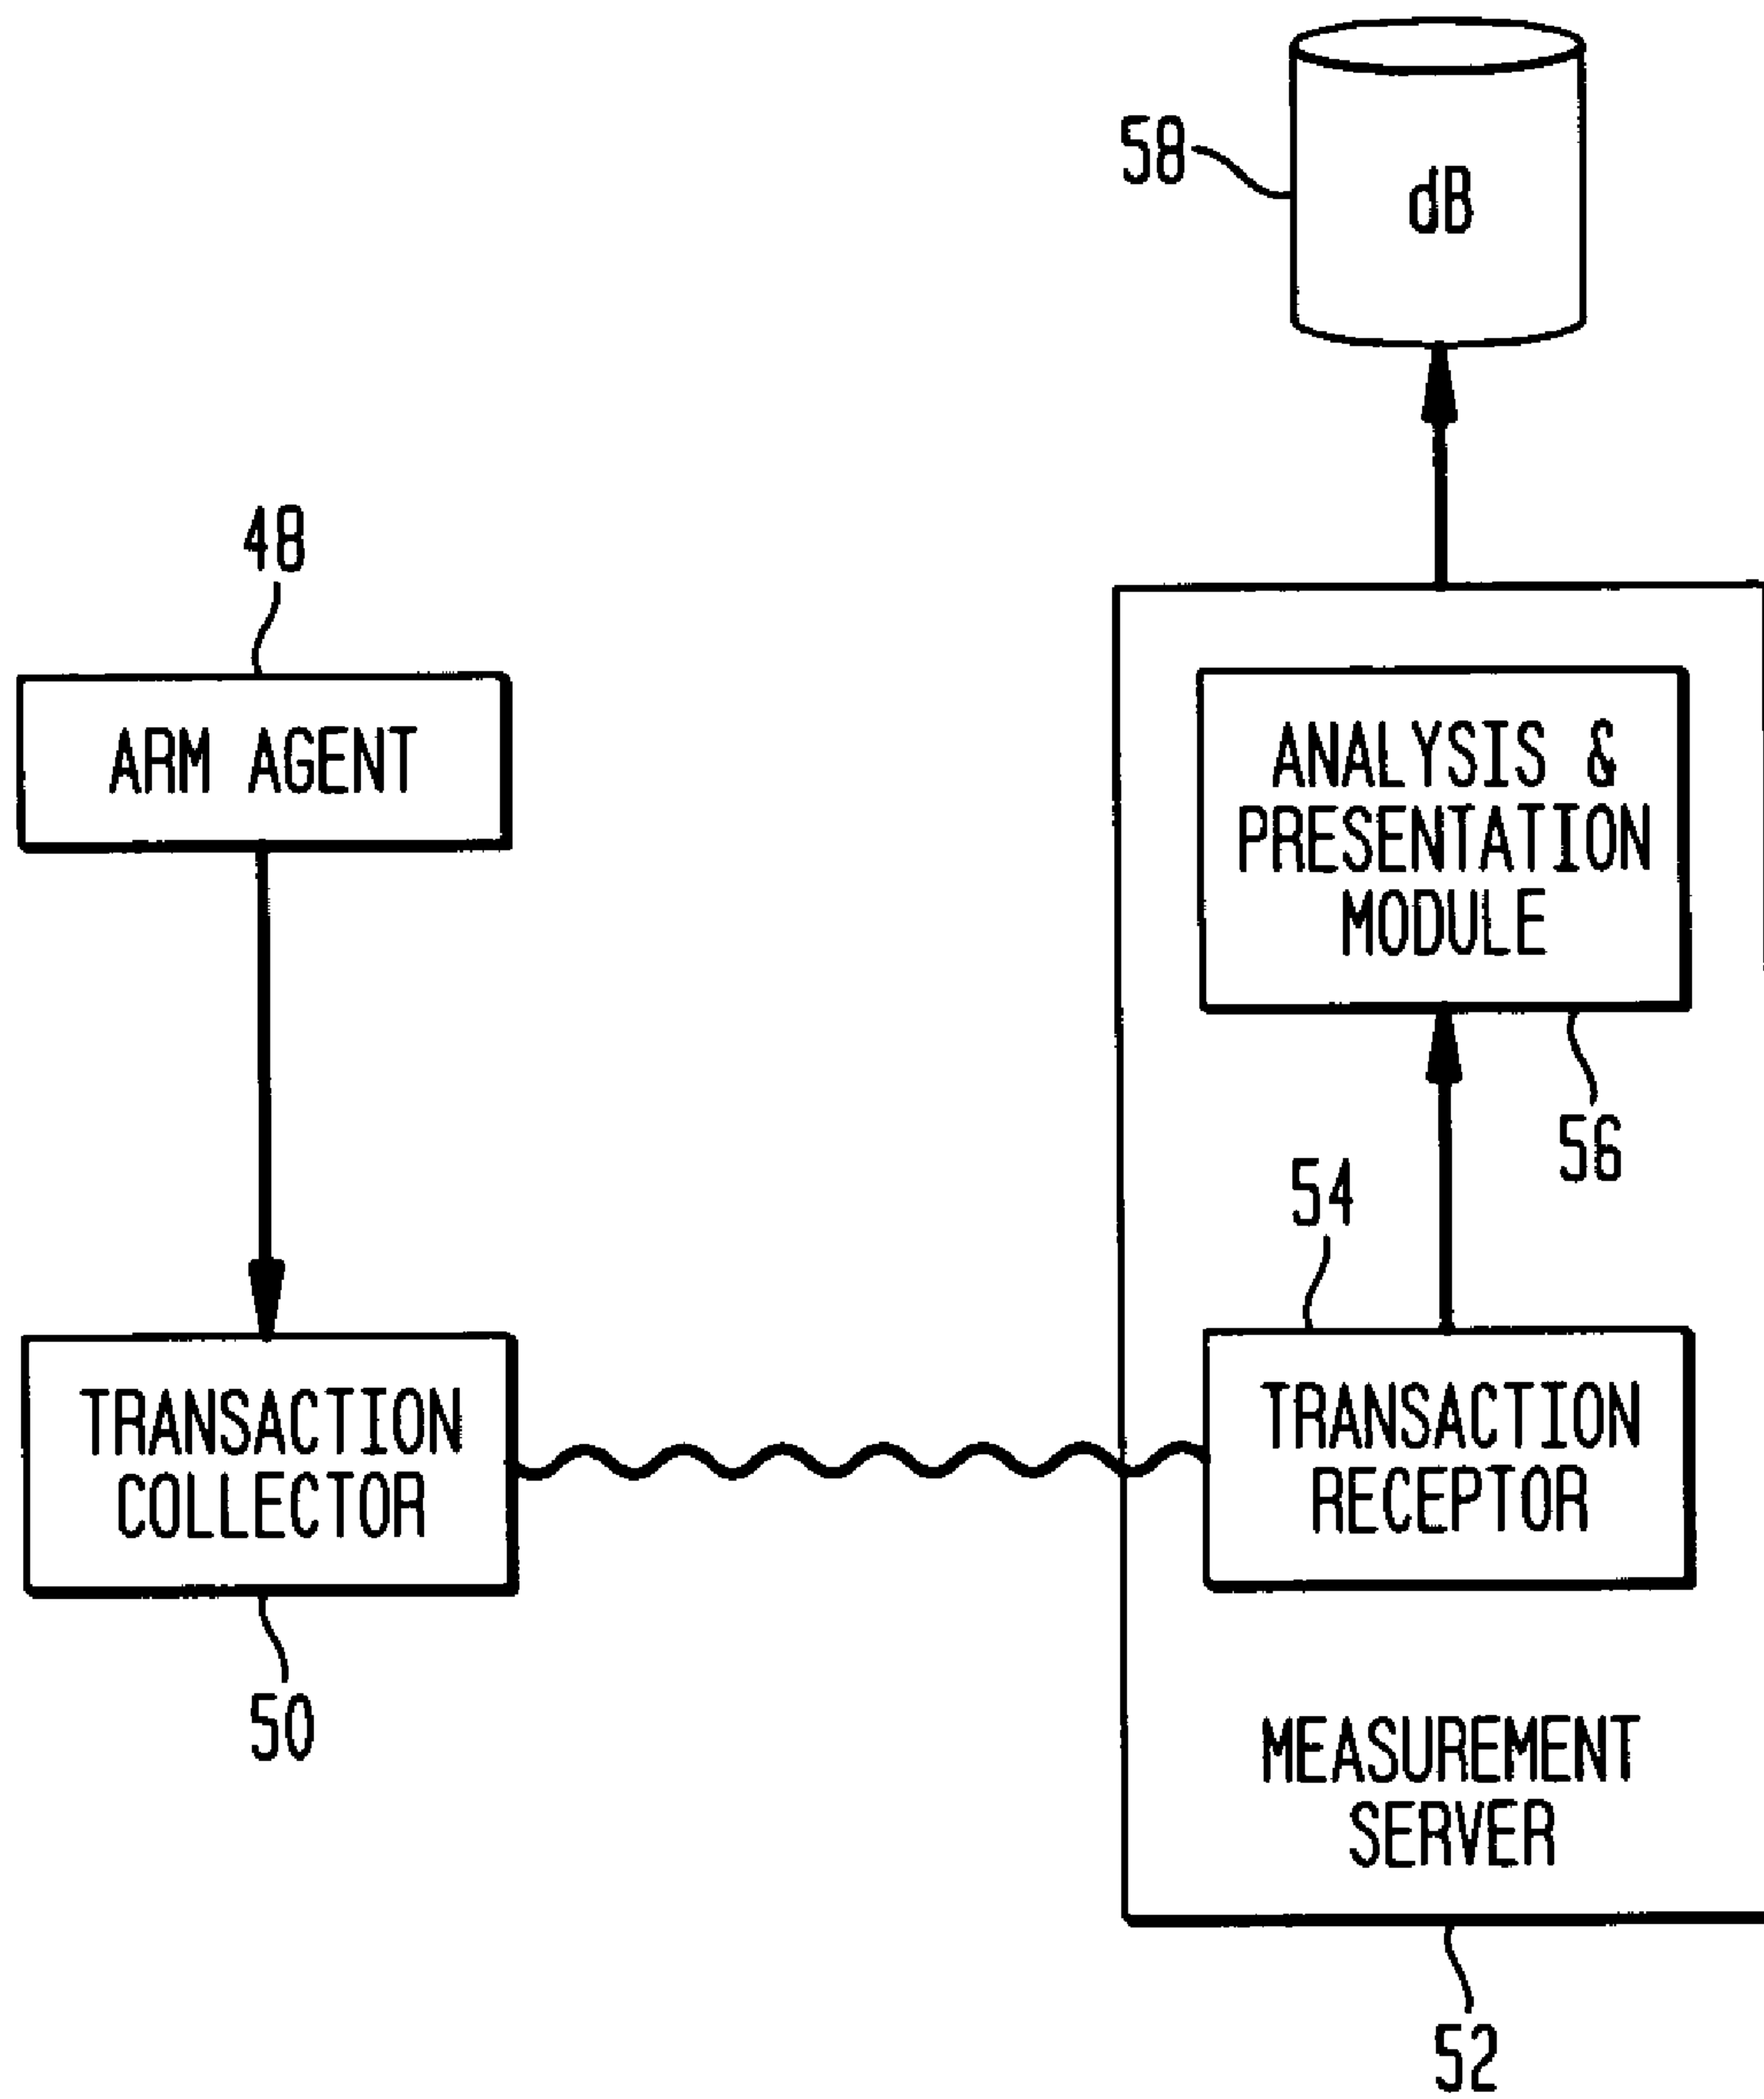 58
dB
48
ARM AGENT
ANALYSIS &
PRESENTATION
MODULE
56
54
TRANSACTION
COLLECTOR
TRANSACTION
RECEPTOR
50
MEASUREMENT
SERVER
52